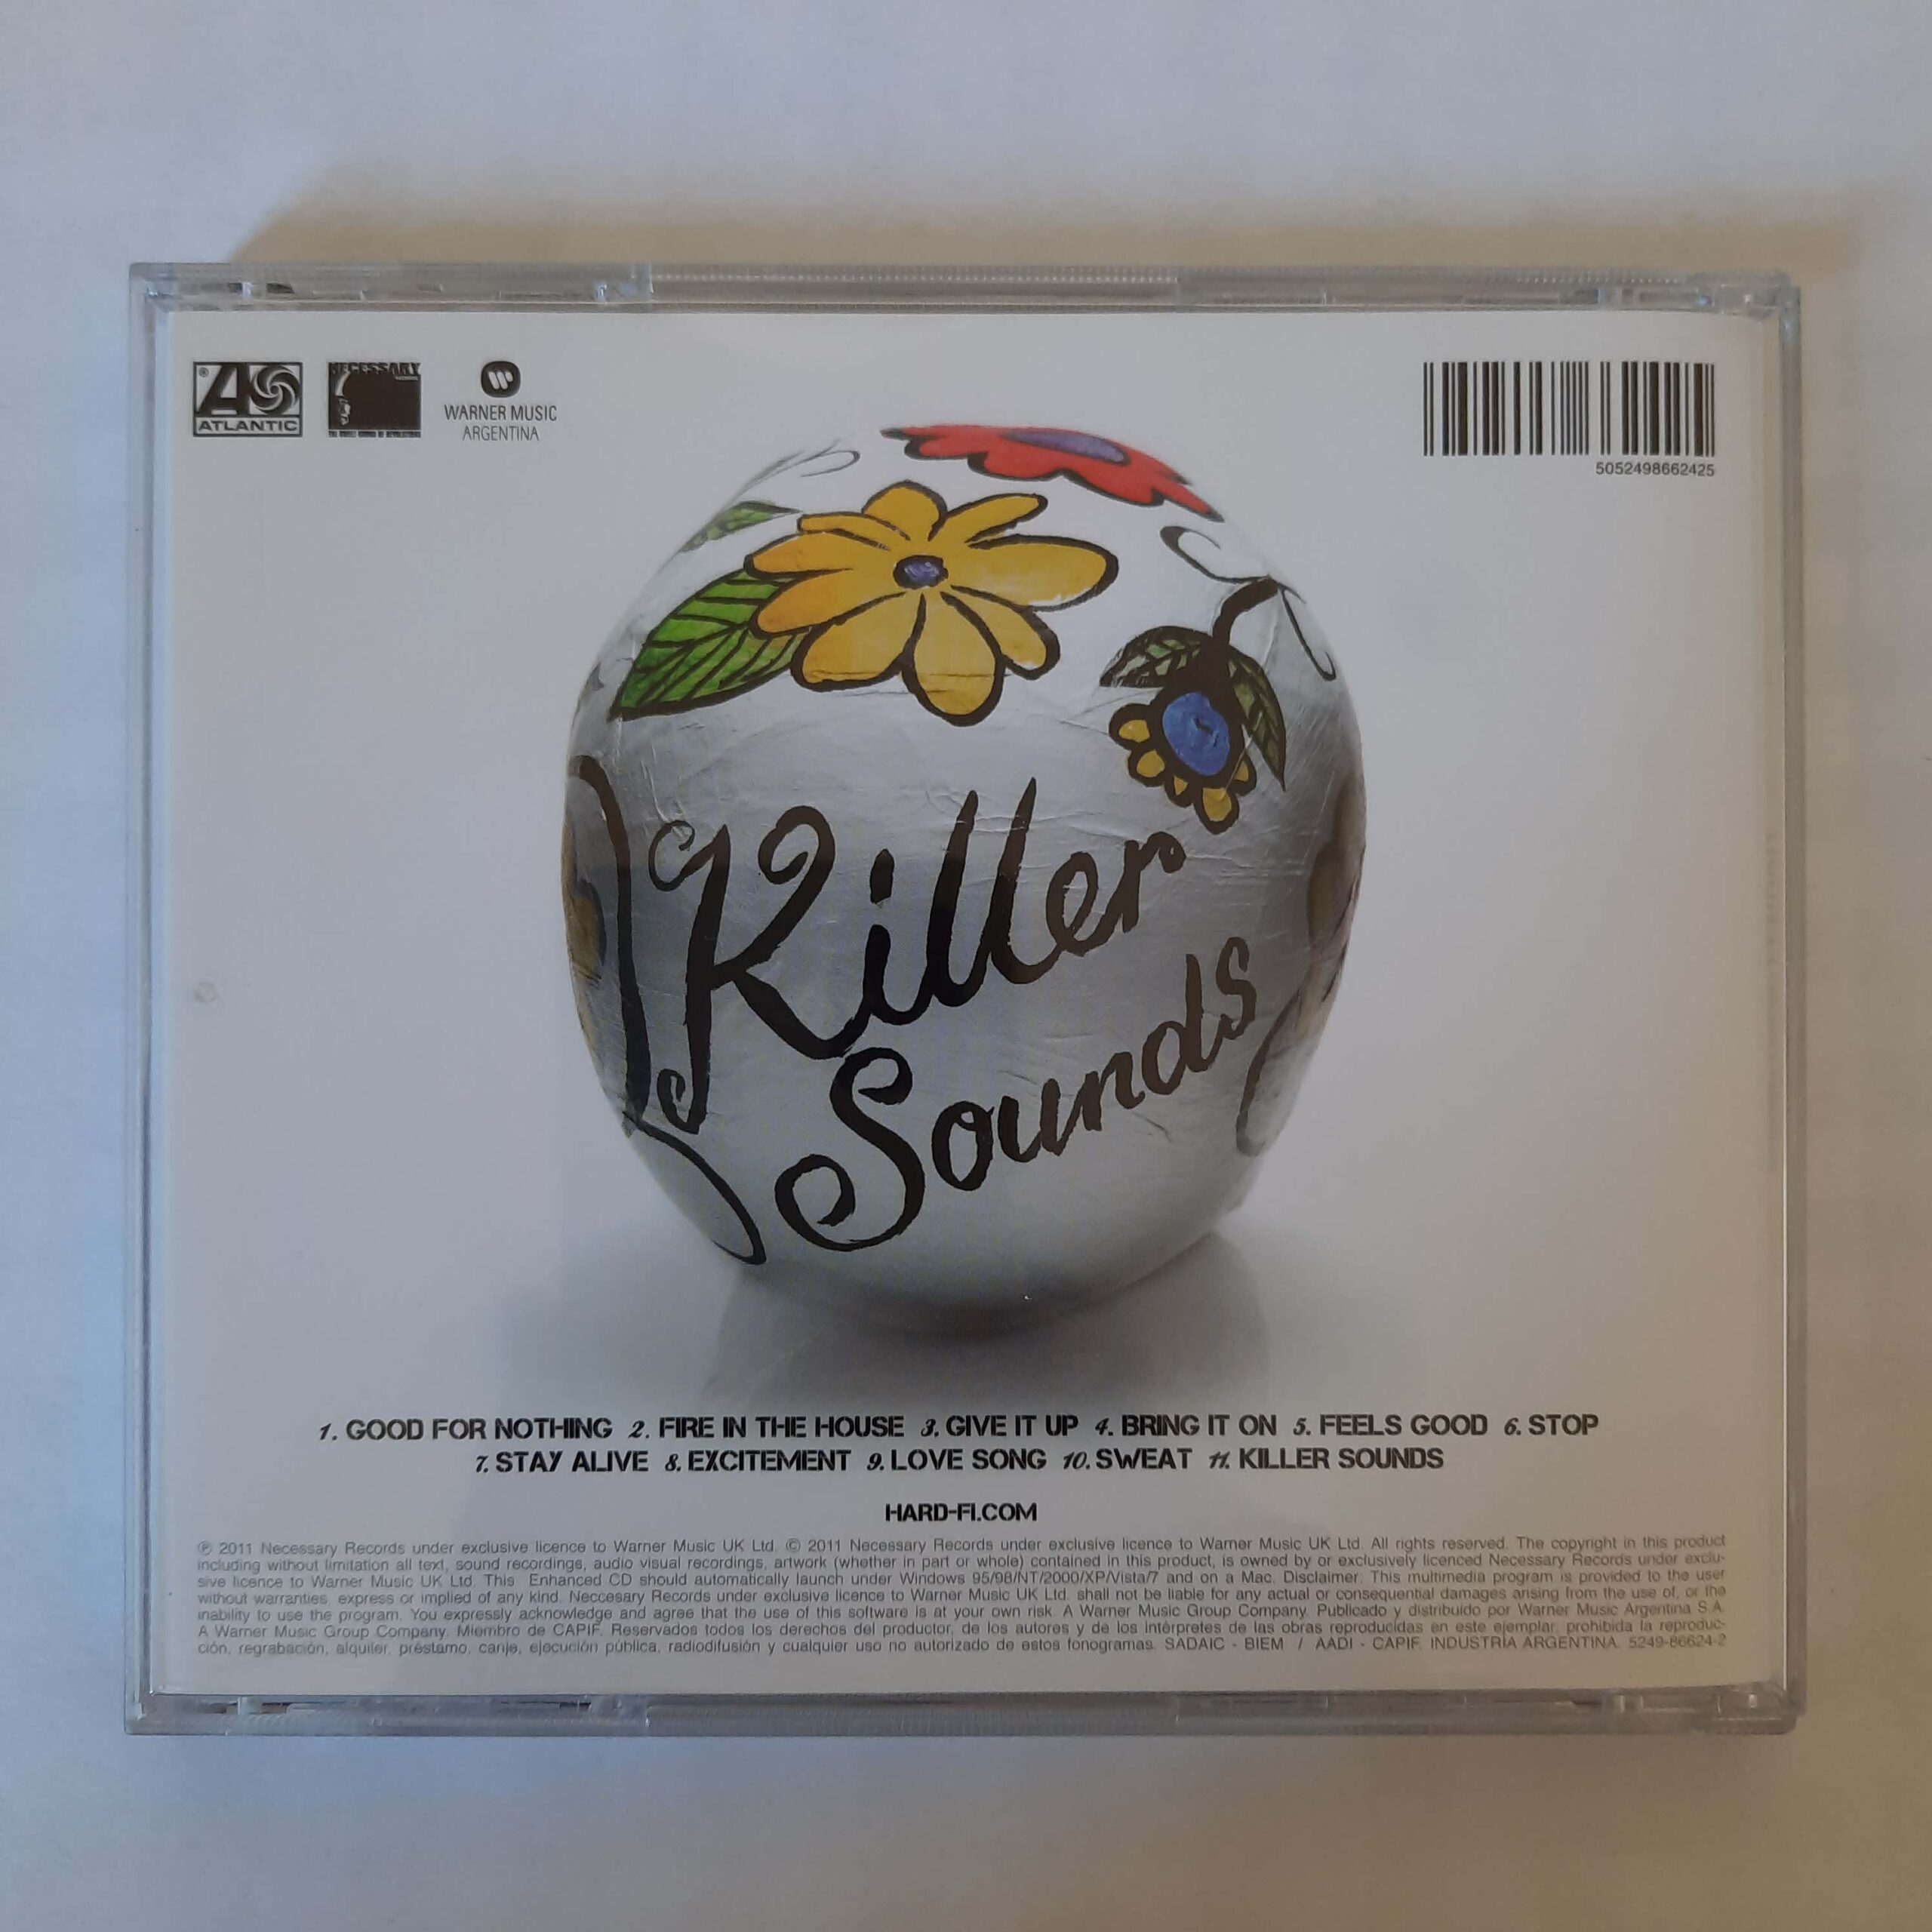 ATLANTIC
NECESSARY
WARNER MUSIC
ARGENTINA
5052498662425
Killer
Sounds
1. GOOD FOR NOTHING 2. FIRE IN THE HOUSE 3. GIVE IT UP 4. BRING IT ON 5. FEELS GOOD 6. STOP
7. STAY ALIVE 8. EXCITEMENT 9. LOVE SONG 10. SWEAT 11. KILLER SOUNDS
HARD-FI.COM
℗ 2011 Necessary Records under exclusive licence to Warner Music UK Ltd. © 2011 Necessary Records under exclusive licence to Warner Music UK Ltd. All rights reserved. The copyright in this product
including without limitation all text, sound recordings, audio visual recordings, artwork (whether in part or whole) contained in this product, is owned by or exclusively licenced Necessary Records under exclu-
sive licence to Warner Music UK Ltd. This Enhanced CD should automatically launch under Windows 95/98/NT/2000/XP/Vista/7 and on a Mac. Disclaimer: This multimedia program is provided to the user
without warranties, express or implied of any kind. Neccesary Records under exclusive licence to Warner Music UK Ltd. shall not be liable for any actual or consequential damages arising from the use of, or the
inability to use the program. You expressly acknowledge and agree that the use of this software is at your own risk. A Warner Music Group Company. Publicado y distribuido por Warner Music Argentina S.A.
A Warner Music Group Company. Miembro de CAPIF. Reservados todos los derechos del productor, de los autores y de los intérpretes de las obras reproducidas en este ejemplar, prohibida la reproduc-
ción, regrabación, alquiler, préstamo, canje, ejecución pública, radiodifusión y cualquier uso no autorizado de estos fonogramas. SADAIC - BIEM / AADI - CAPIF. INDUSTRIA ARGENTINA. 5249-86624-2